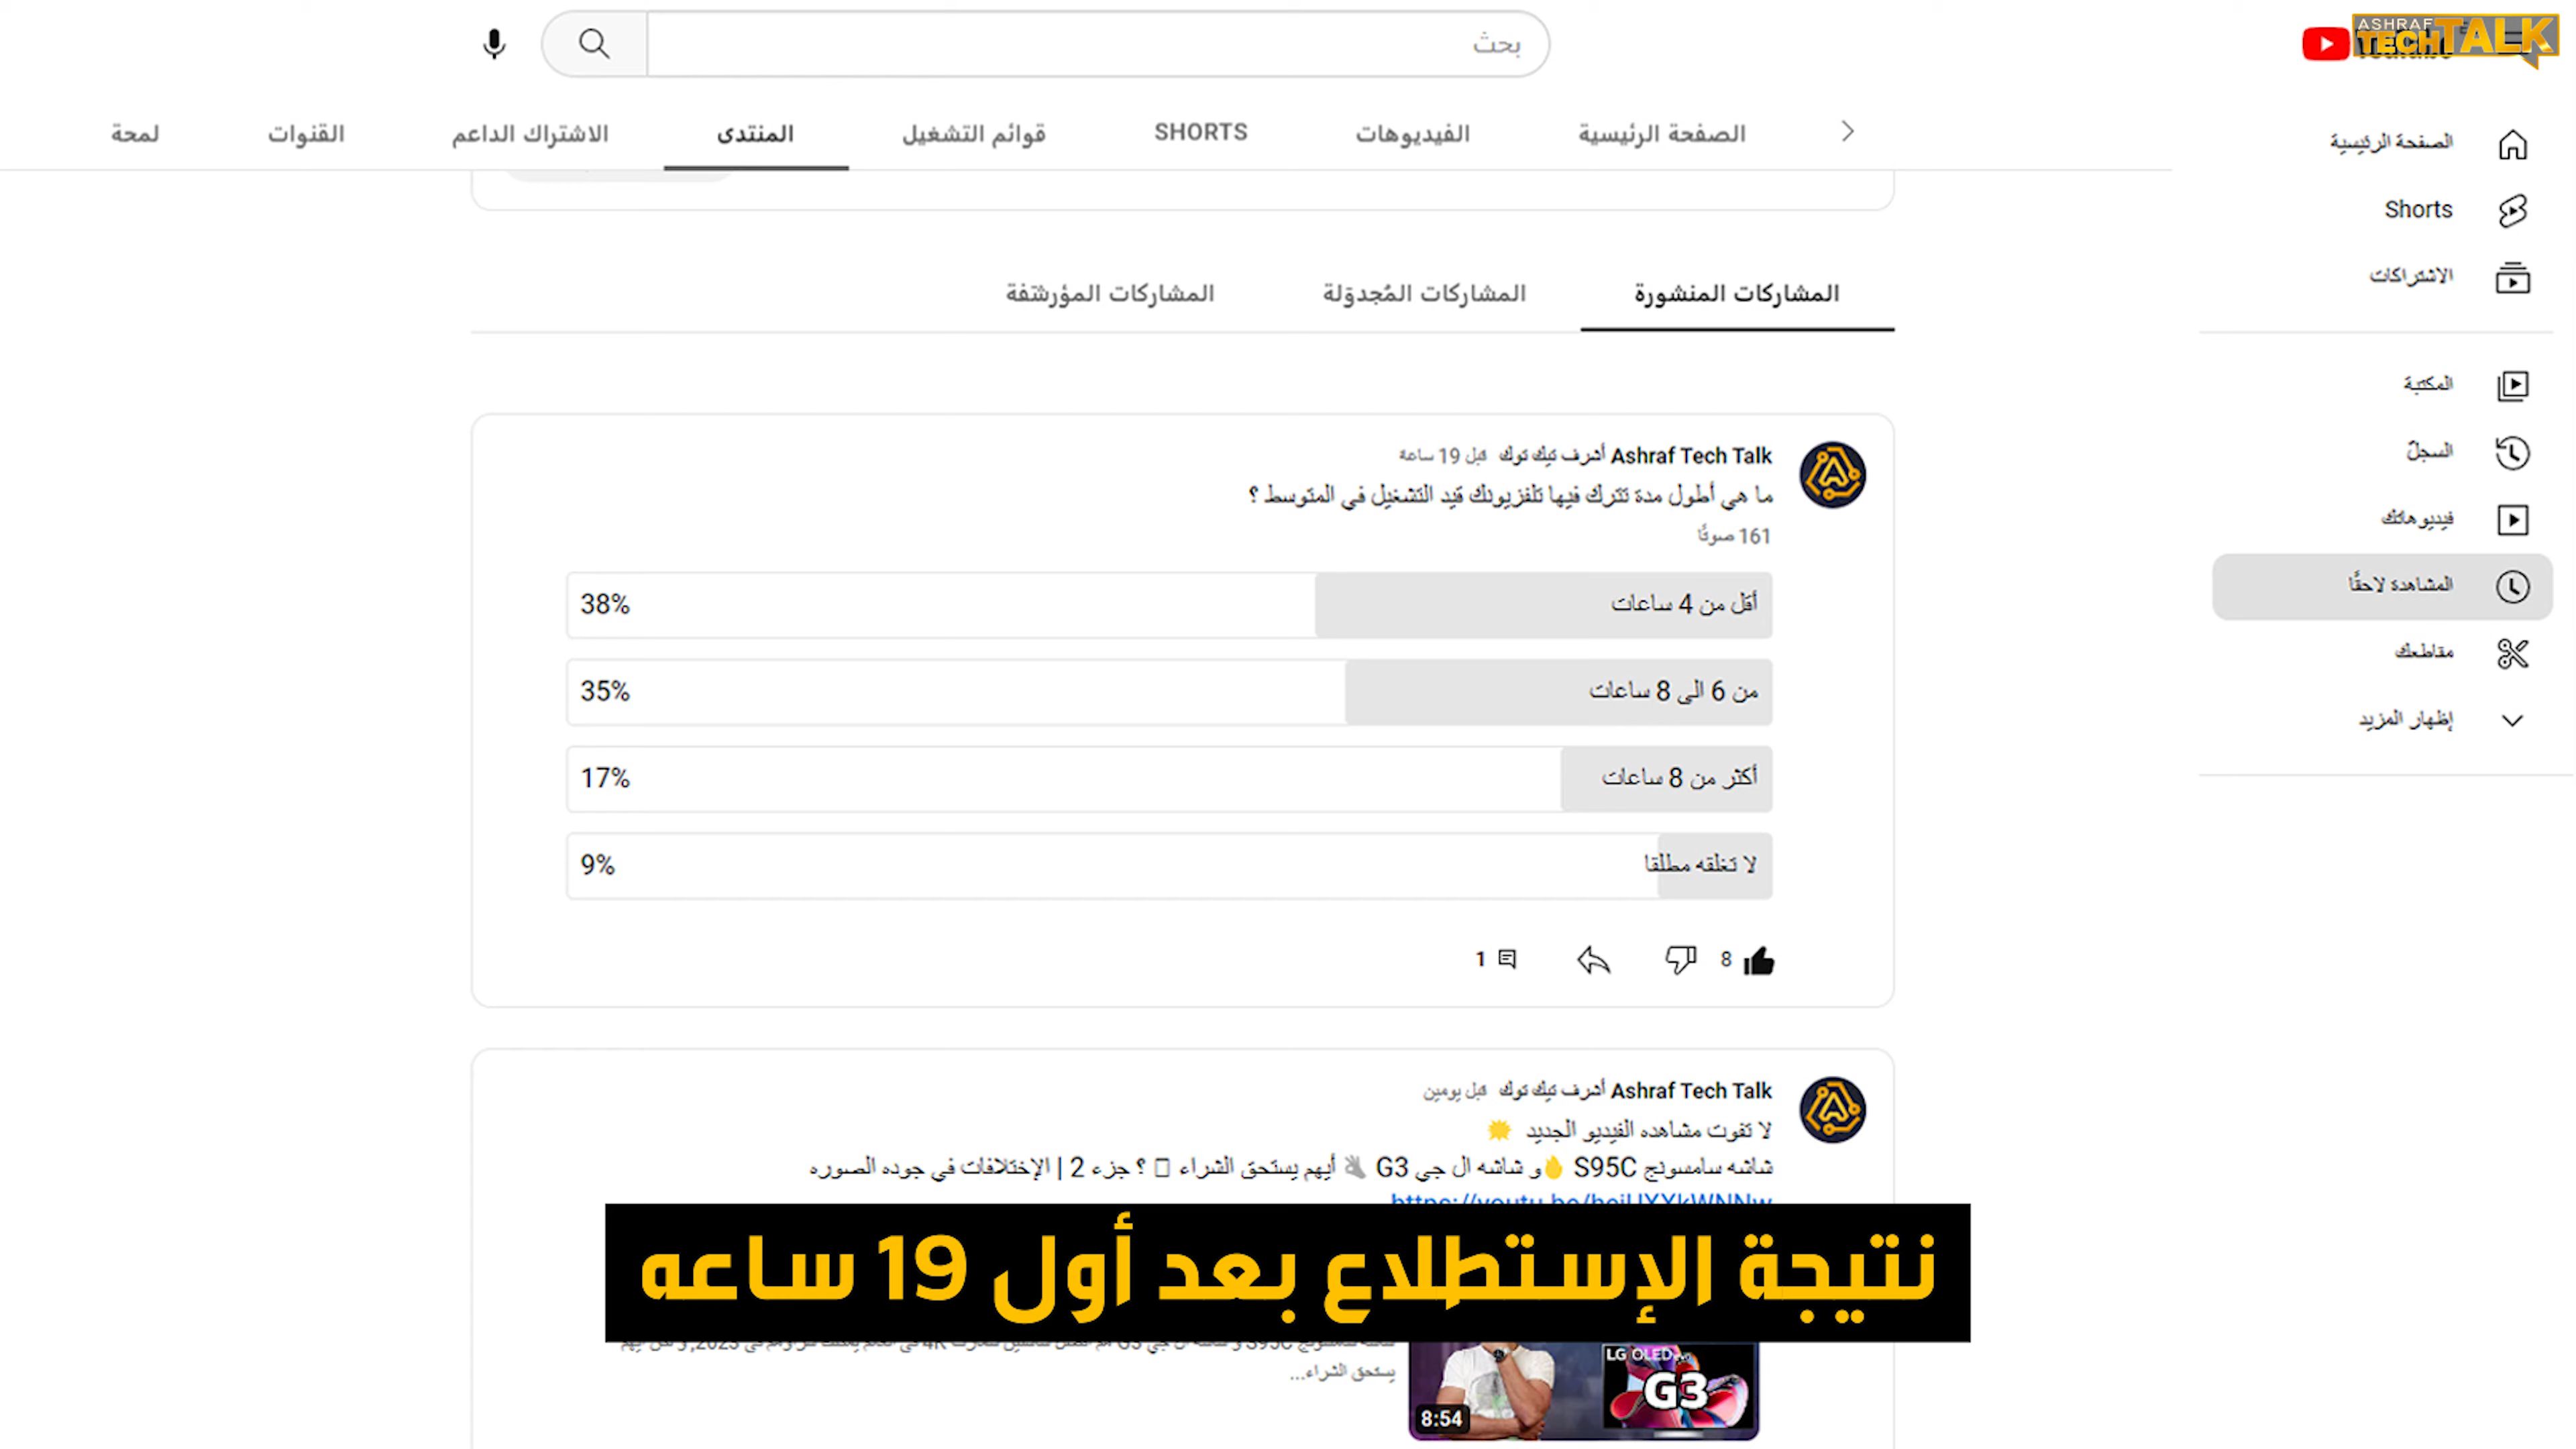 ASHRAF
TECH TALK
بحث
الصفحة الرئيسية
الفيديوهات
SHORTS
قوائم التشغيل
المنتدى
الاشتراك الداعم
القنوات
لمحة
الصفحة الرئيسية
Shorts
الاشتراكات
المكتبة
السجلّ
فيديوهاتك
المشاهدة لاحقًا
مقاطعك
إظهار المزيد
المشاركات المنشورة
المشاركات المُجدوَلة
المشاركات المؤرشفة
Ashraf Tech Talk أشرف تيك توك قبل 19 ساعة
ما هي أطول مدة تترك فيها تلفزيونك قيد التشغيل في المتوسط ؟
161 صوتًا
أقل من 4 ساعات 38%
من 6 الى 8 ساعات 35%
أكثر من 8 ساعات 17%
لا تغلقه مطلقا 9%
8
1
Ashraf Tech Talk أشرف تيك توك قبل يومين
لا تفوت مشاهده الفيديو الجديد
شاشه سامسونج S95C و شاشه ال جي G3 أيهم يستحق الشراء ؟ جزء 2 | الإختلافات في جوده الصوره
نتيجة الإستطلاع بعد أول 19 ساعه
يستحق الشراء...
LG OLED evo
G3
8:54